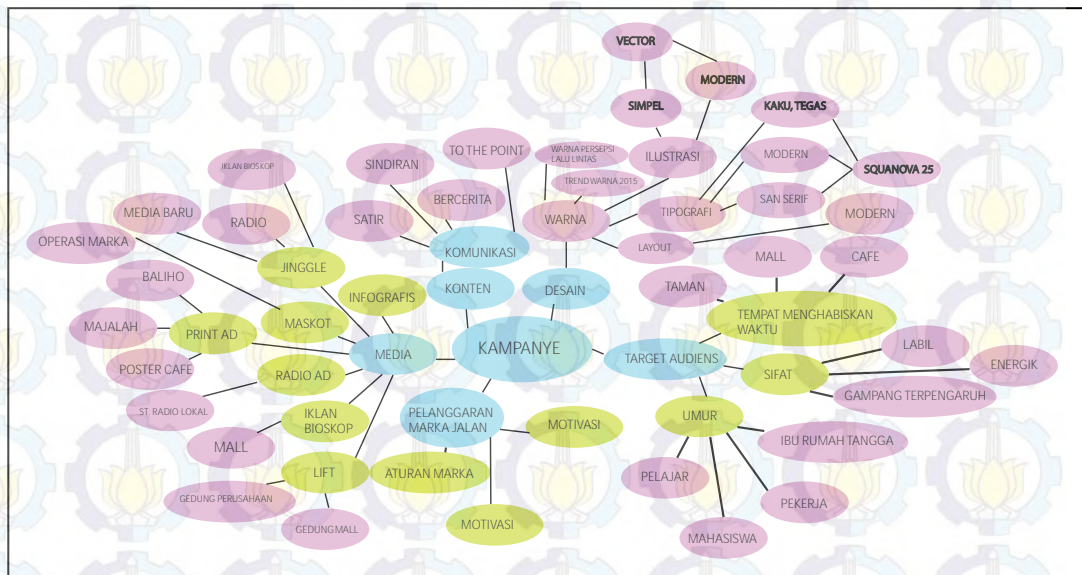 VECTOR
MODERN
SIMPEL
KAKU, TEGAS
TO THE POINT
WARNA PERSEPSI
LALU LINTAS
ILUSTRASI
MODERN
SQUANOVA 25
IKLAN BIOSKOP
SINDIRAN
TREND WARNA 2015
BERCERITA
SAN SERIF
MEDIA BARU
RADIO
SATIR
WARNA
TIPOGRAFI
MODERN
OPERASI MARKA
KOMUNIKASI
LAYOUT
MALL
CAFE
JINGGLE
BALIHO
INFOGRAFIS
KONTEN
DESAIN
TAMAN
TEMPAT MENGHABISKAN
WAKTU
MAJALAH
PRINT AD
MASKOT
MEDIA
KAMPANYE
TARGET AUDIENS
LABIL
ENERGIK
POSTER CAFE
RADIO AD
SIFAT
GAMPANG TERPENGARUH
ST RADIO LOKAL
IKLAN
BIOSKOP
PELANGGARAN
MARKA JALAN
MOTIVASI
UMUR
IBU RUMAH TANGGA
MALL
LIFT
ATURAN MARKA
PELAJAR
GEDUNG PERUSAHAAN
PEKERJA
GEDUNG MALL
MOTIVASI
MAHASISWA